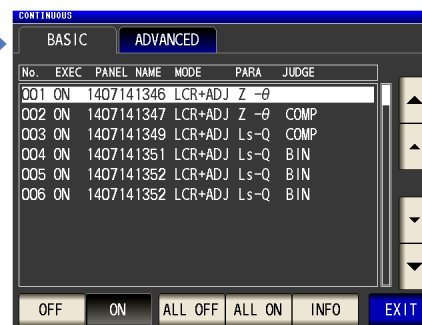 CONTINUOUS
BASIC ADVANCED
No. EXEC PANEL NAME MODE PARA JUDGE
001 ON 1407141346 LCR+ADJ Z -θ
002 ON 1407141347 LCR+ADJ Z -θ COMP
003 ON 1407141349 LCR+ADJ Ls-Q COMP
004 ON 1407141351 LCR+ADJ Ls-Q BIN
005 ON 1407141352 LCR+ADJ Ls-Q BIN
006 ON 1407141352 LCR+ADJ Ls-Q BIN
OFF ON ALL OFF ALL ON INFO EXIT